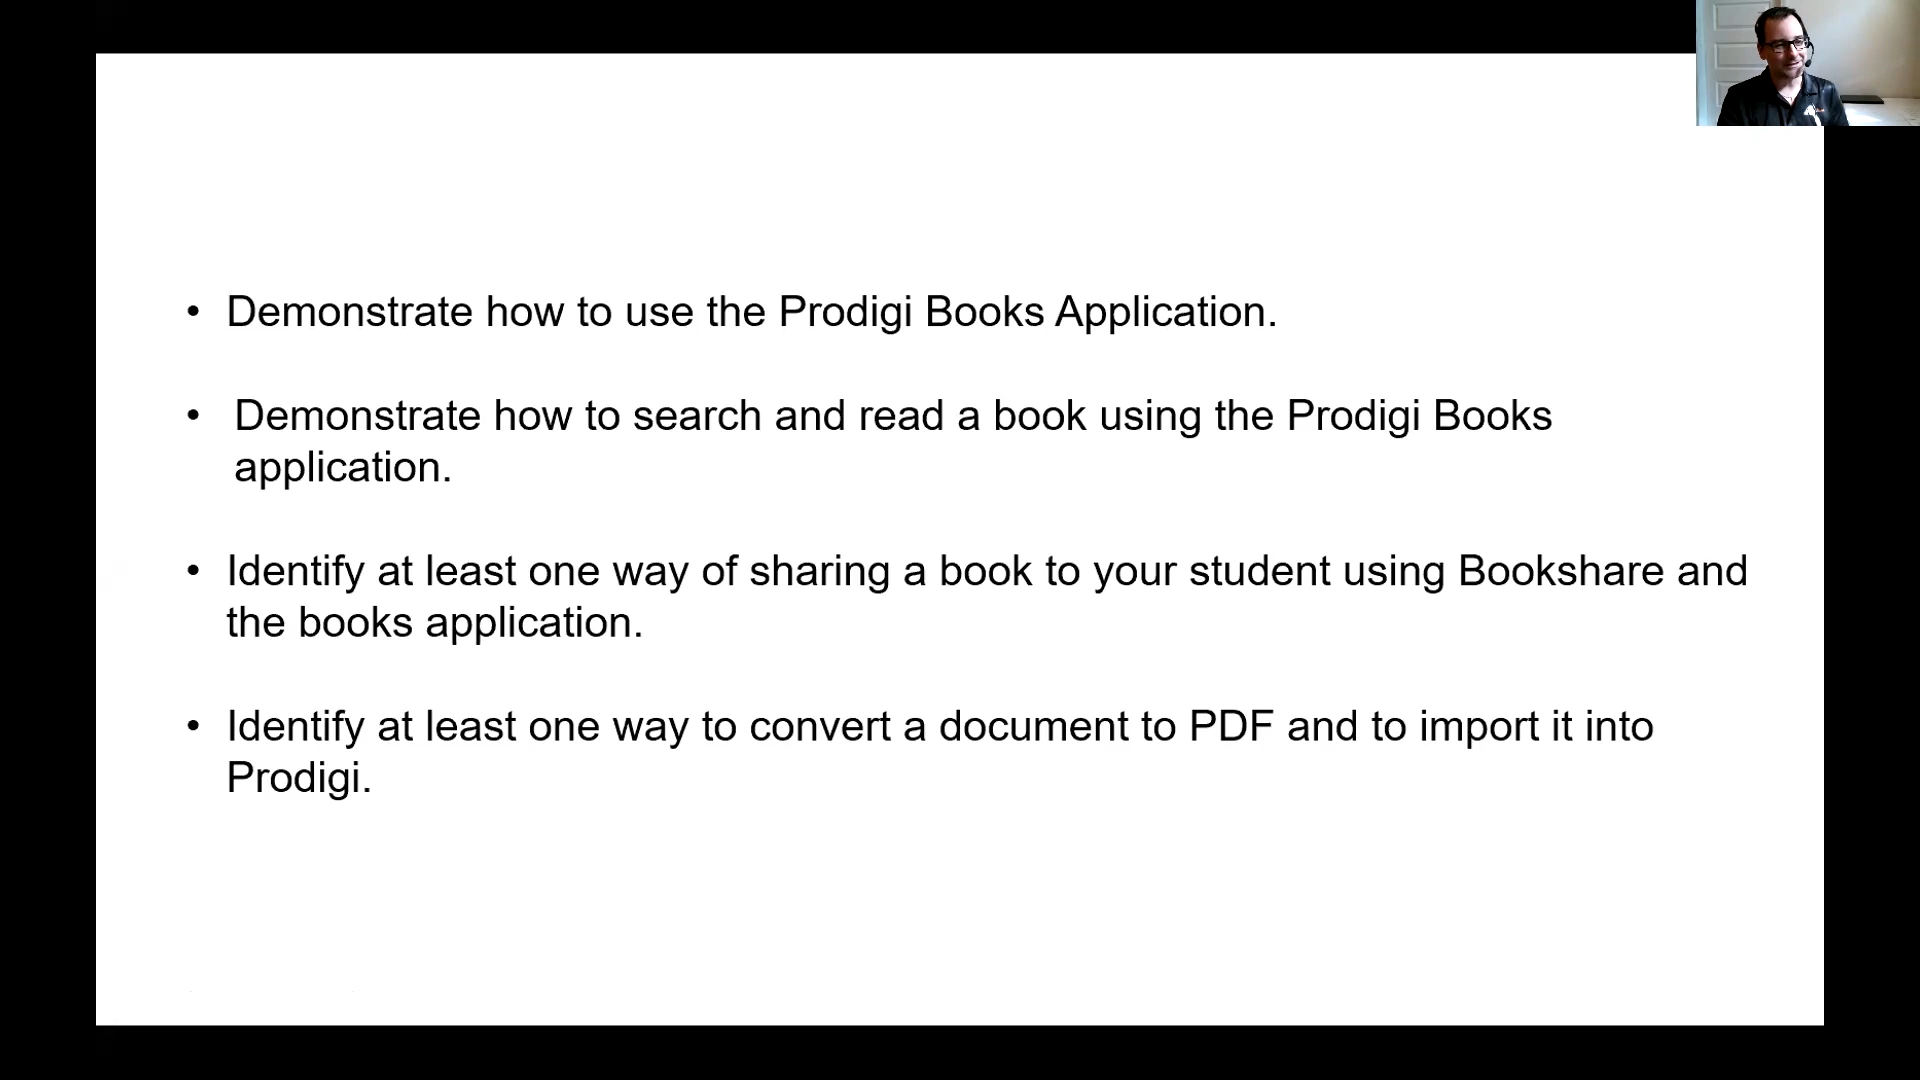 • Demonstrate how to use the Prodigi Books Application.
• Demonstrate how to search and read a book using the Prodigi Books
application.
• Identify at least one way of sharing a book to your student using Bookshare and
the books application.
• Identify at least one way to convert a document to PDF and to import it into
Prodigi.